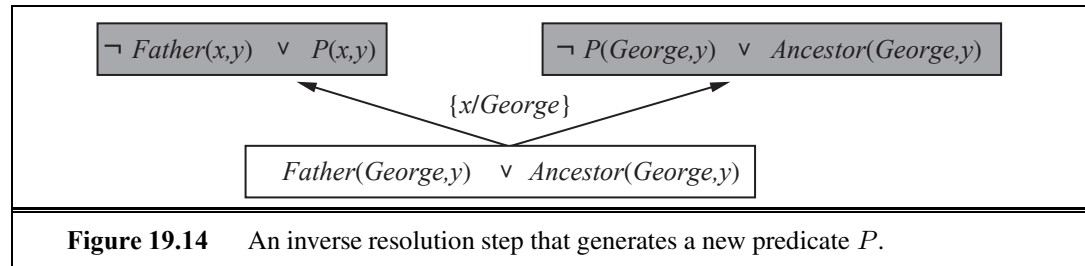 ¬ Father(x,y) ∨ P(x,y) ¬ P(George,y) ∨ Ancestor(George,y)
{x/George}
Father(George,y) ∨ Ancestor(George,y)
Figure 19.14 An inverse resolution step that generates a new predicate P.